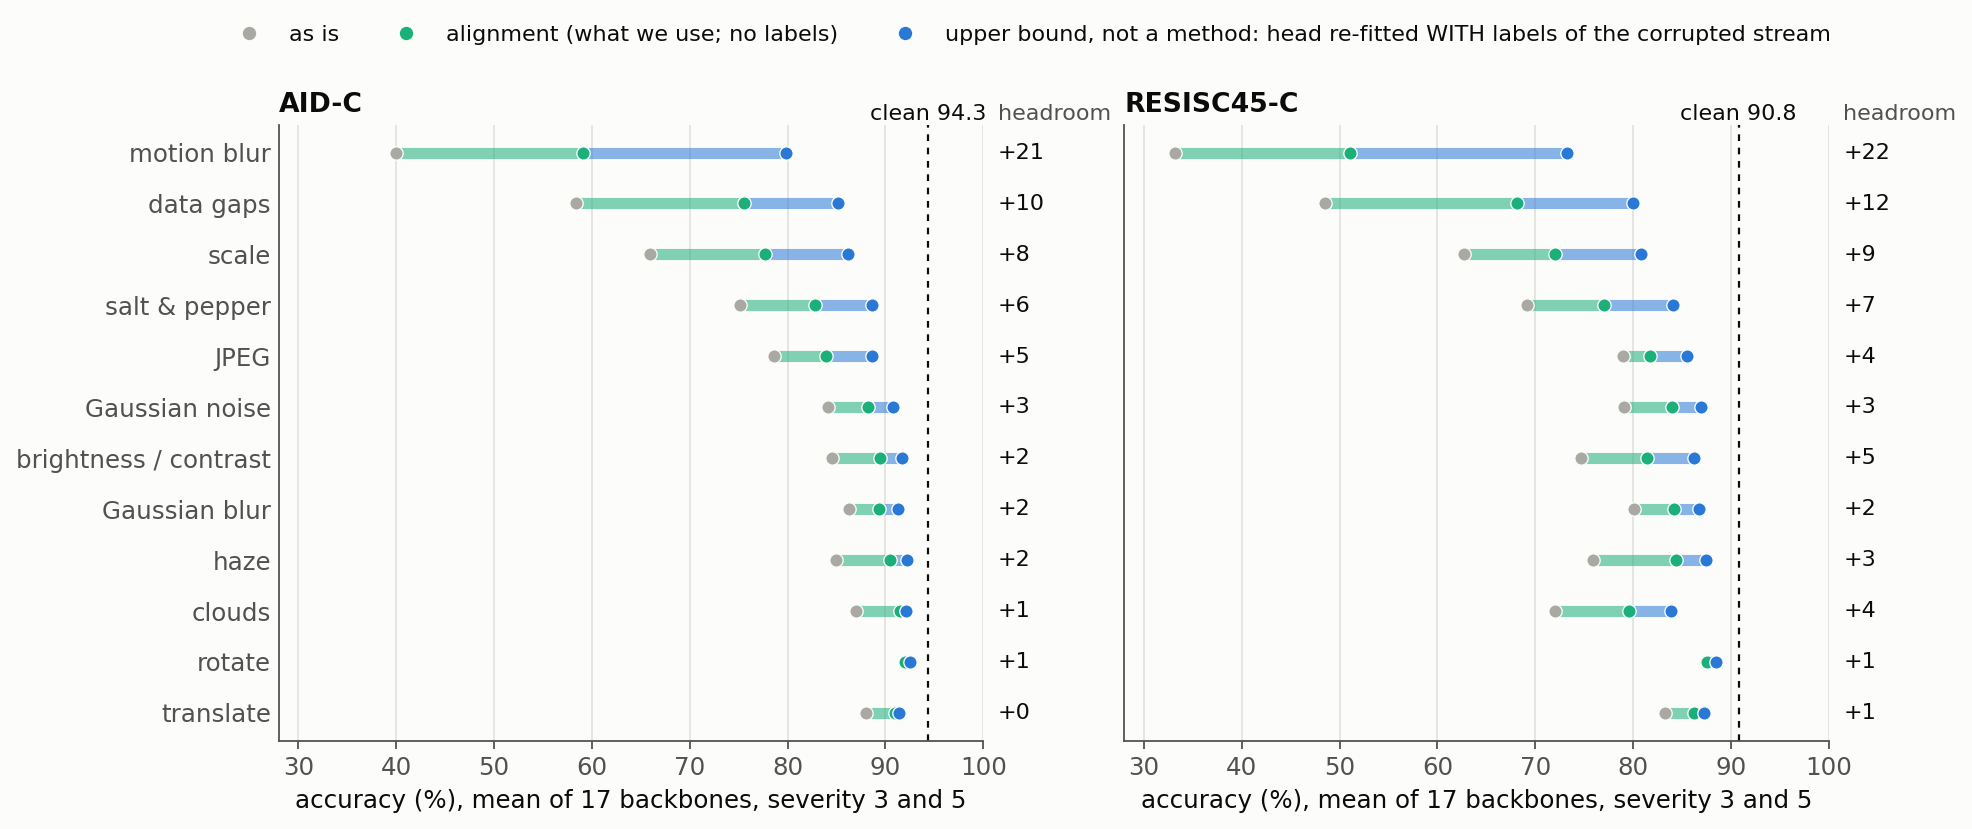 as is
alignment (what we use; no labels)
upper bound, not a method: head re-fitted WITH labels of the corrupted stream
AID-C
clean 94.3
headroom
motion blur
+21
data gaps
+10
scale
+8
salt & pepper
+6
JPEG
+5
Gaussian noise
+3
brightness / contrast
+2
Gaussian blur
+2
haze
+2
clouds
+1
rotate
+1
translate
+0
30 40 50 60 70 80 90 100
accuracy (%), mean of 17 backbones, severity 3 and 5
RESISC45-C
clean 90.8
headroom
+22
+12
+9
+7
+4
+3
+5
+2
+3
+4
+1
+1
30 40 50 60 70 80 90 100
accuracy (%), mean of 17 backbones, severity 3 and 5